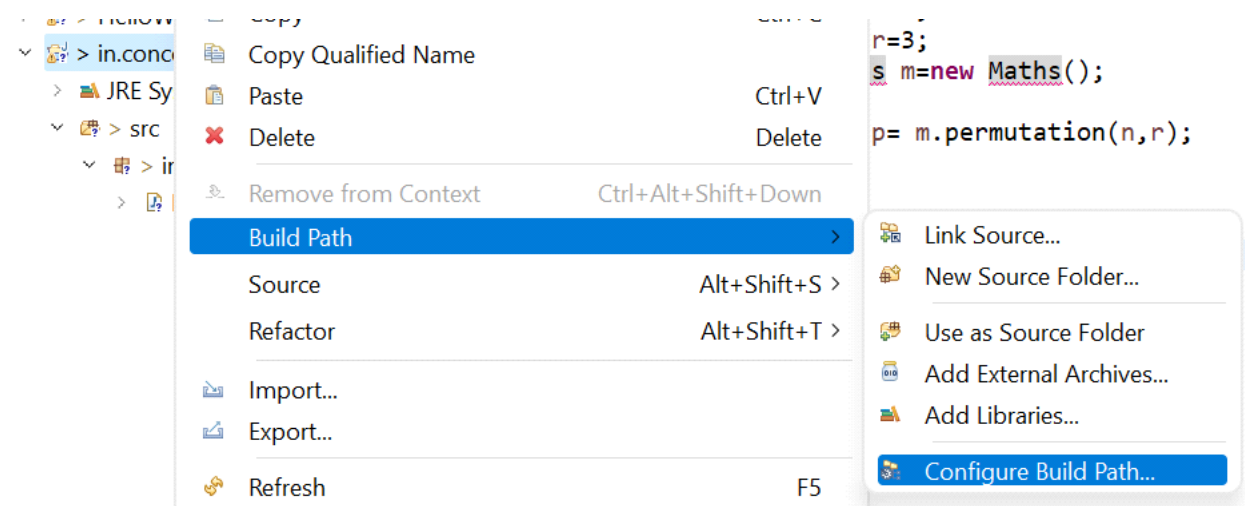 Copy Ctrl+C
> in.conc
Copy Qualified Name
r=3;
s m=new Maths();
> JRE Sy
Paste Ctrl+V
> src
Delete Delete
p= m.permutation(n,r);
> in
Remove from Context Ctrl+Alt+Shift+Down
Build Path >
Link Source...
New Source Folder...
Source Alt+Shift+S >
Refactor Alt+Shift+T >
Use as Source Folder
Add External Archives...
Import...
Add Libraries...
Export...
Configure Build Path...
Refresh F5